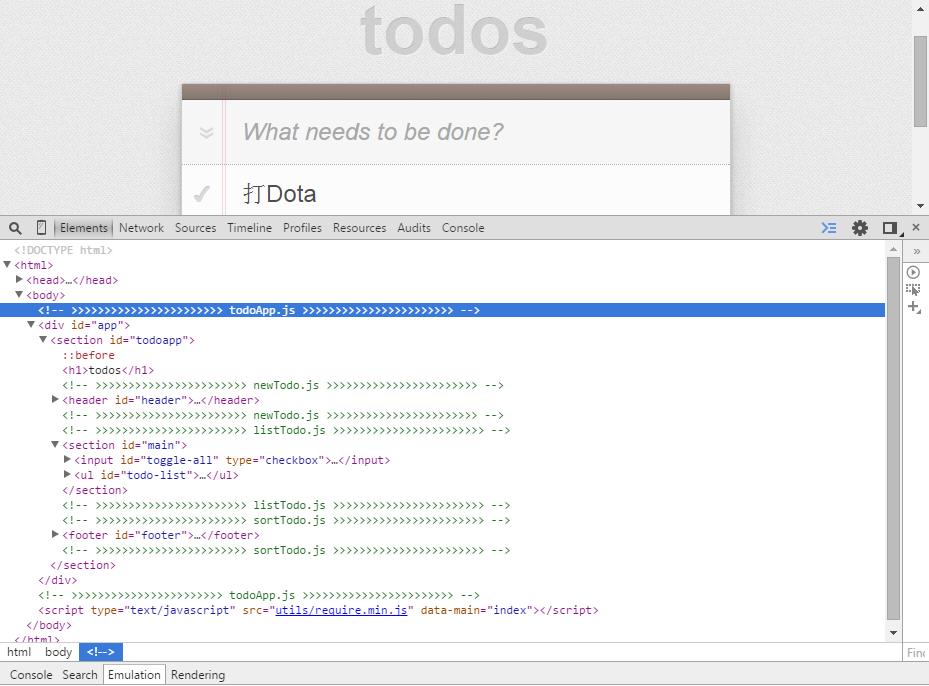 todos
What needs to be done?
打Dota
Elements Network Sources Timeline Profiles Resources Audits Console
<!DOCTYPE html>
<html>
<head>…</head>
<body>
<!-- >>>>>>>>>>>>>>>>>>>>>>> todoApp.js >>>>>>>>>>>>>>>>>>>>>>> -->
<div id="app">
<section id="todoapp">
::before
<h1>todos</h1>
<!-- >>>>>>>>>>>>>>>>>>>>>>> newTodo.js >>>>>>>>>>>>>>>>>>>>>>> -->
<header id="header">…</header>
<!-- >>>>>>>>>>>>>>>>>>>>>>> newTodo.js >>>>>>>>>>>>>>>>>>>>>>> -->
<!-- >>>>>>>>>>>>>>>>>>>>>>> listTodo.js >>>>>>>>>>>>>>>>>>>>>>> -->
<section id="main">
<input id="toggle-all" type="checkbox">…</input>
<ul id="todo-list">…</ul>
</section>
<!-- >>>>>>>>>>>>>>>>>>>>>>> listTodo.js >>>>>>>>>>>>>>>>>>>>>>> -->
<!-- >>>>>>>>>>>>>>>>>>>>>>> sortTodo.js >>>>>>>>>>>>>>>>>>>>>>> -->
<footer id="footer">…</footer>
<!-- >>>>>>>>>>>>>>>>>>>>>>> sortTodo.js >>>>>>>>>>>>>>>>>>>>>>> -->
</section>
</div>
<!-- >>>>>>>>>>>>>>>>>>>>>>> todoApp.js >>>>>>>>>>>>>>>>>>>>>>> -->
<script type="text/javascript" src="utils/require.min.js" data-main="index"></script>
</body>
</html>
html body <!--> Find
Console Search Emulation Rendering